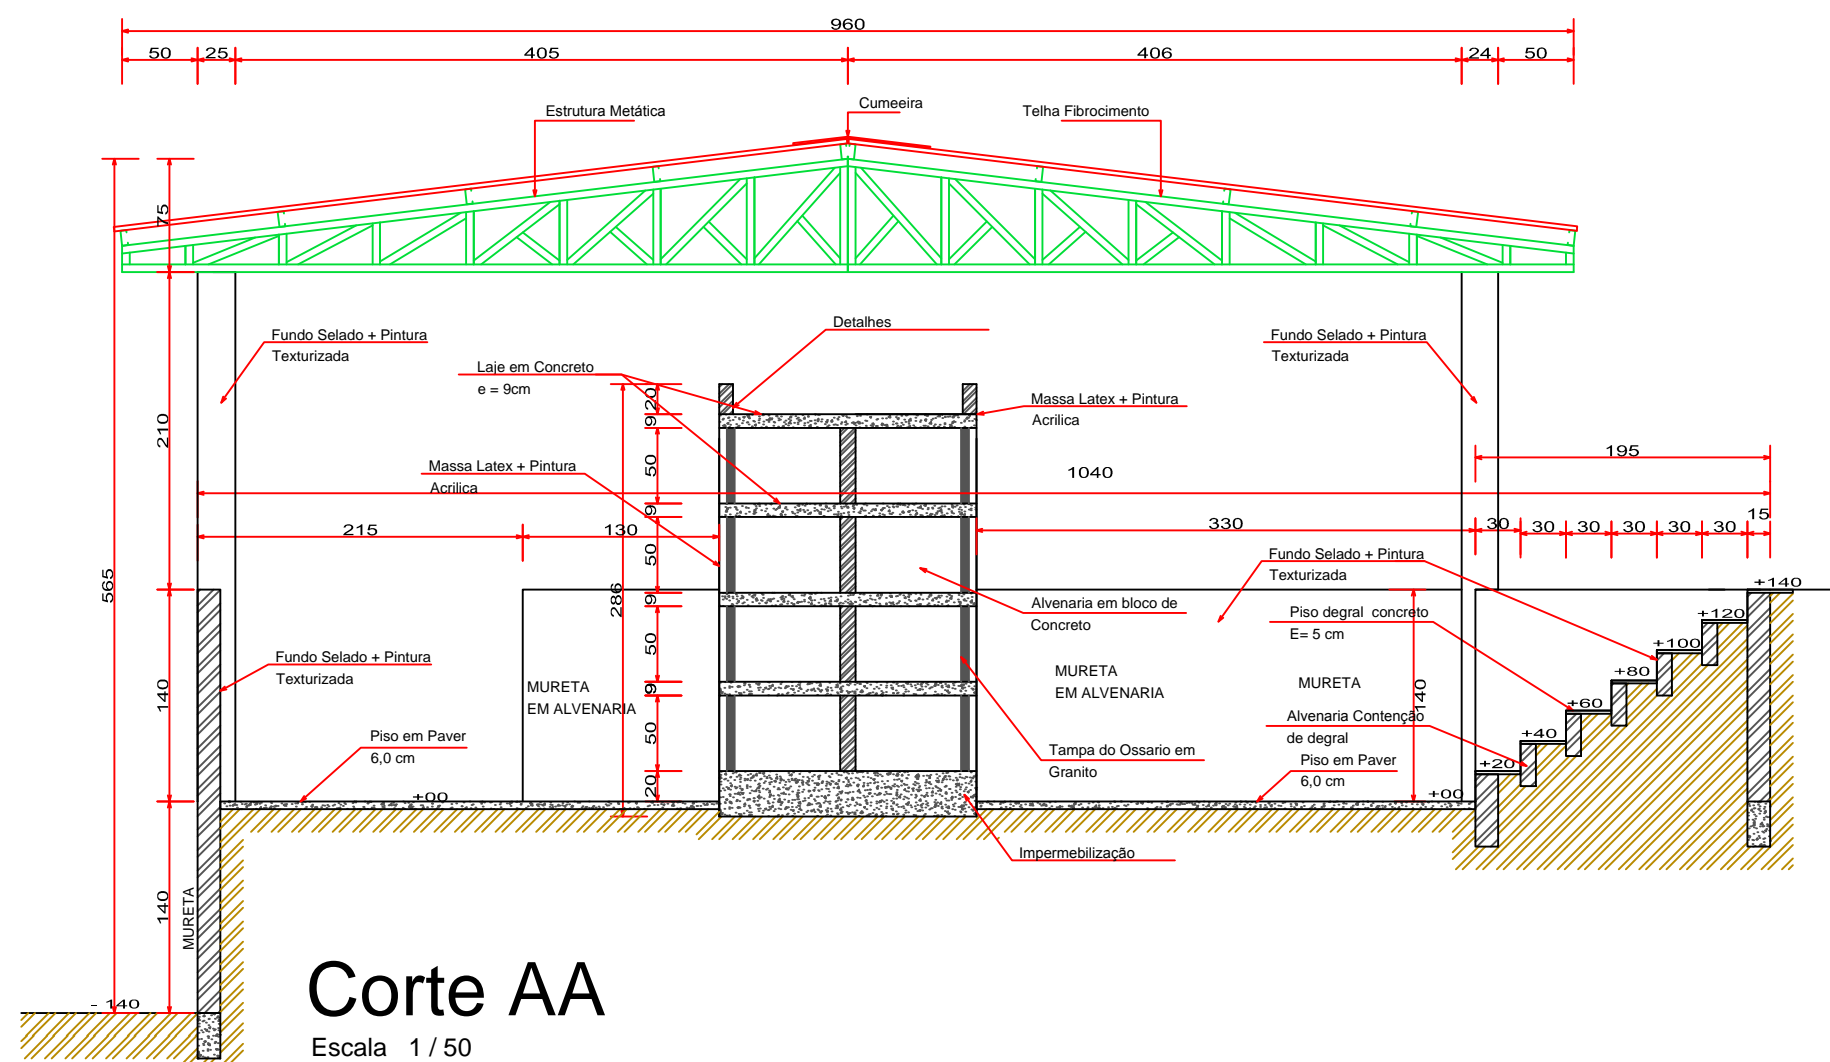 960
50 25 405 406 24 50
Estrutura Metática
Cumeeira
Telha Fibrocimento
75
565
210
140
140
Fundo Selado + Pintura
Texturizada
Detalhes
Fundo Selado + Pintura
Texturizada
Laje em Concreto
e = 9cm
Massa Latex + Pintura
Acrilica
Massa Latex + Pintura
Acrilica
20
9
50
9
50
9
50
9
50
20
286
195
1040
215 130 330 30 30 30 30 30 30 15
Fundo Selado + Pintura
Texturizada
Alvenaria em bloco de
Concreto
Piso degral concreto
E= 5 cm
+140
+120
+100
+80
+60
+40
+20
Fundo Selado + Pintura
Texturizada
MURETA
EM ALVENARIA
MURETA
EM ALVENARIA
MURETA
140
Alvenaria Contenção
de degral
Piso em Paver
6,0 cm
Tampa do Ossario em
Granito
Piso em Paver
6,0 cm
+00
+00
Impermebilização
MURETA
- 140
Corte AA
Escala 1 / 50